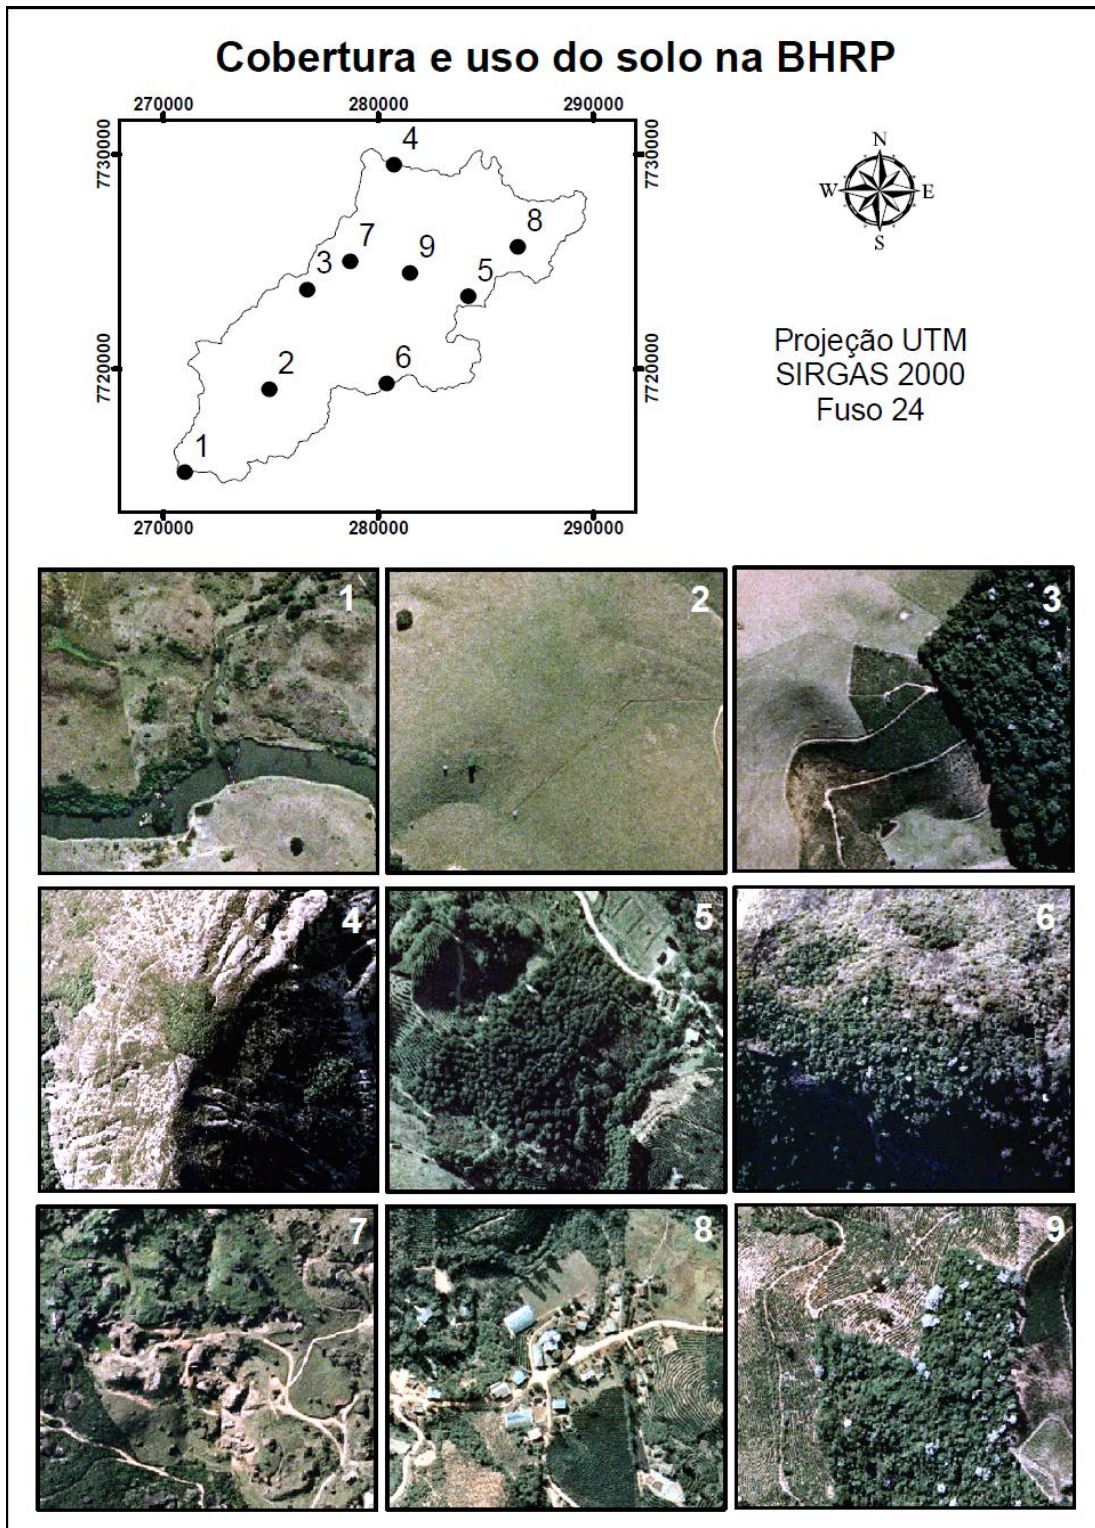 Cobertura e uso do solo na BHRP
270000 280000 290000
7730000 7730000
7720000 7720000
4
7
9
8
3
5
2
6
1
270000 280000 290000
N
W E
S
Projeção UTM
SIRGAS 2000
Fuso 24
1 2 3
4 5 6
7 8 9